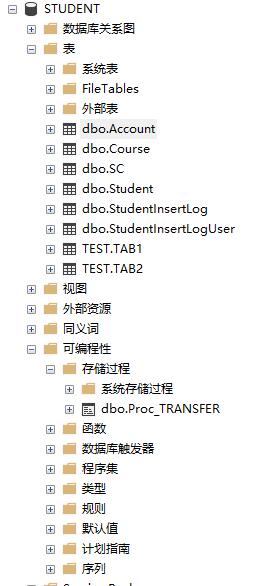 STUDENT
数据库关系图
表
系统表
FileTables
外部表
dbo.Account
dbo.Course
dbo.SC
dbo.Student
dbo.StudentInsertLog
dbo.StudentInsertLogUser
TEST.TAB1
TEST.TAB2
视图
外部资源
同义词
可编程性
存储过程
系统存储过程
dbo.Proc_TRANSFER
函数
数据库触发器
程序集
类型
规则
默认值
计划指南
序列